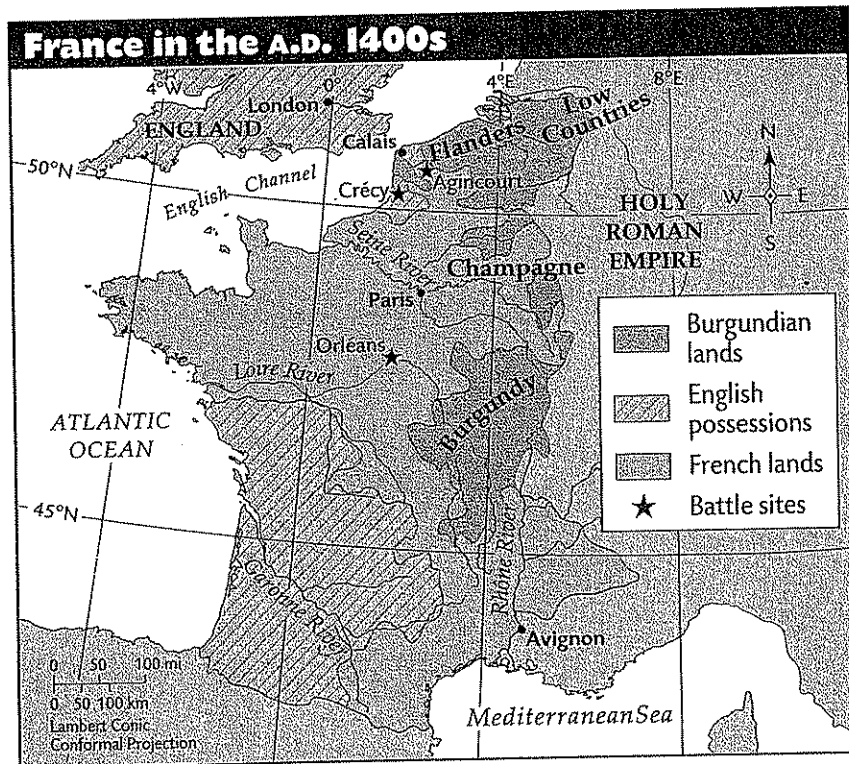 France in the A.D. 1400s
4°W
0°
4°E
8°E
London
ENGLAND
Low
Countries
Flanders
Calais
50°N
Agincourt
English Channel
Crécy
N
W
E
S
HOLY
ROMAN
EMPIRE
Seine River
Champagne
Paris
Orleans
Loire River
Burgundy
ATLANTIC
OCEAN
Burgundian
lands
English
possessions
French lands
Battle sites
45°N
Garonne River
Rhône River
Avignon
0 50 100 mi
0 50 100 km
Lambert Conic
Conformal Projection
Mediterranean Sea